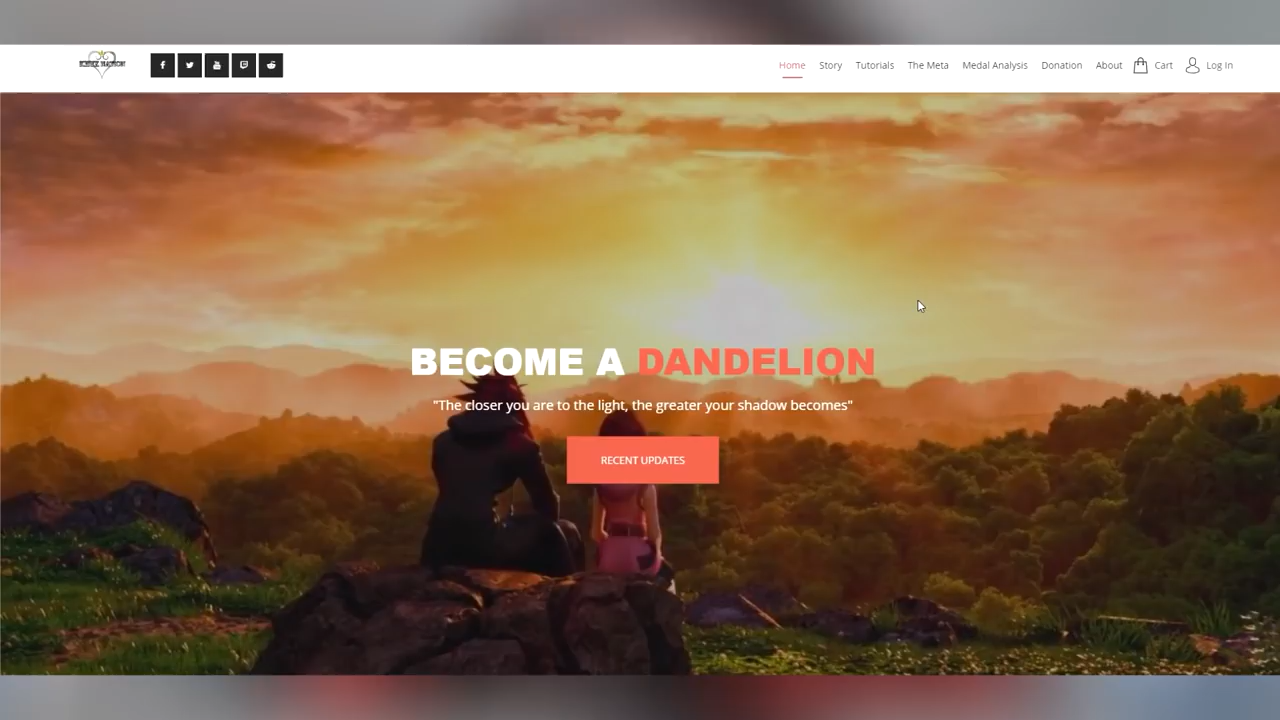 Home Story Tutorials The Meta Medal Analysis Donation About Cart Log In
BECOME A DANDELION
"The closer you are to the light, the greater your shadow becomes"
RECENT UPDATES